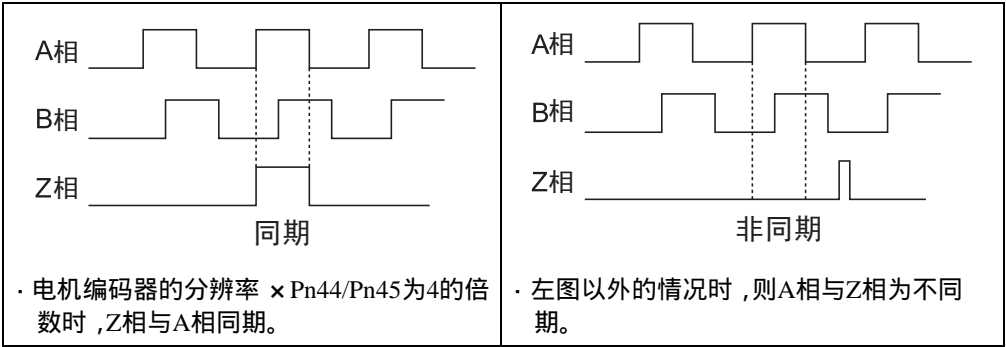 A相
B相
Z相
同期
· 电机编码器的分辨率 ×Pn44/Pn45为4的倍
数时 ,Z相与A相同期。
A相
B相
Z相
非同期
· 左图以外的情况时 ,则A相与Z相为不同
期。